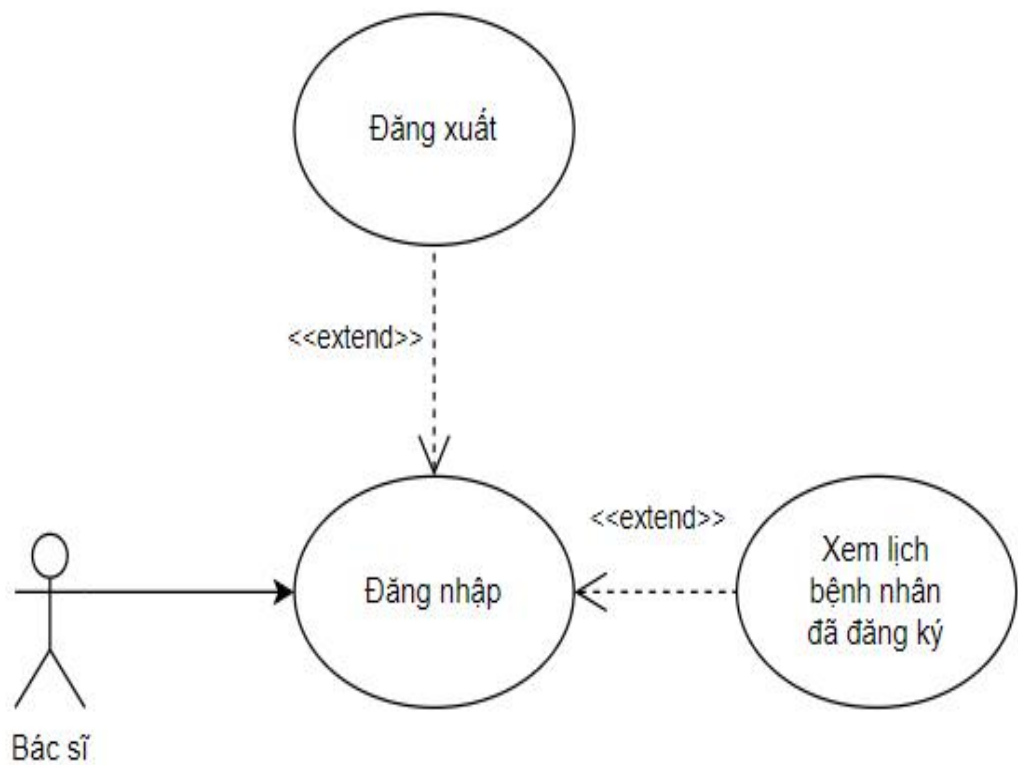 Đăng xuất
<<extend>>
<<extend>>
Đăng nhập
Xem lịch
bệnh nhân
đã đăng ký
Bác sĩ